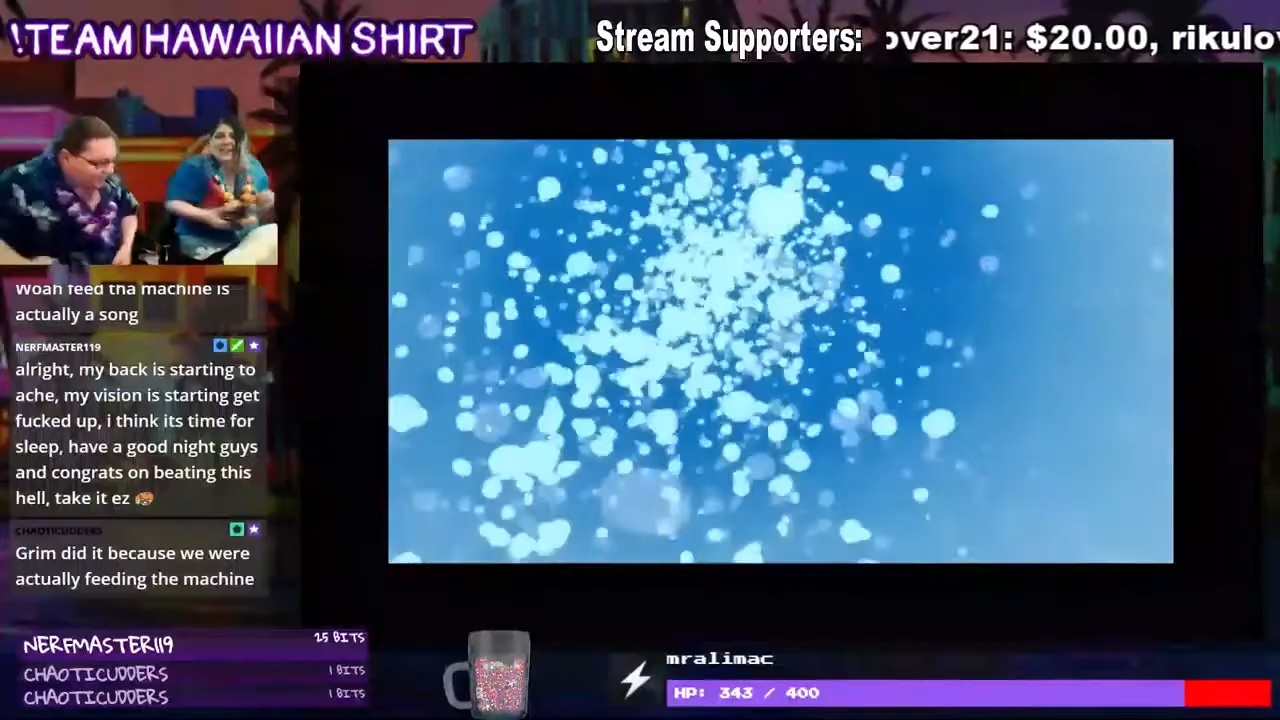 !TEAM HAWAIIAN SHIRT
Stream Supporters: over21: $20.00, rikulov
Woah feed tha machine is
actually a song
NERFMASTER119
alright, my back is starting to
ache, my vision is starting get
fucked up, i think its time for
sleep, have a good night guys
and congrats on beating this
hell, take it ez
CHAOTICUDDERS
Grim did it because we were
actually feeding the machine
NERFMASTER119 25 BITS
CHAOTICUDDERS 1 BITS
CHAOTICUDDERS 1 BITS
mralimac
HP: 343 / 400